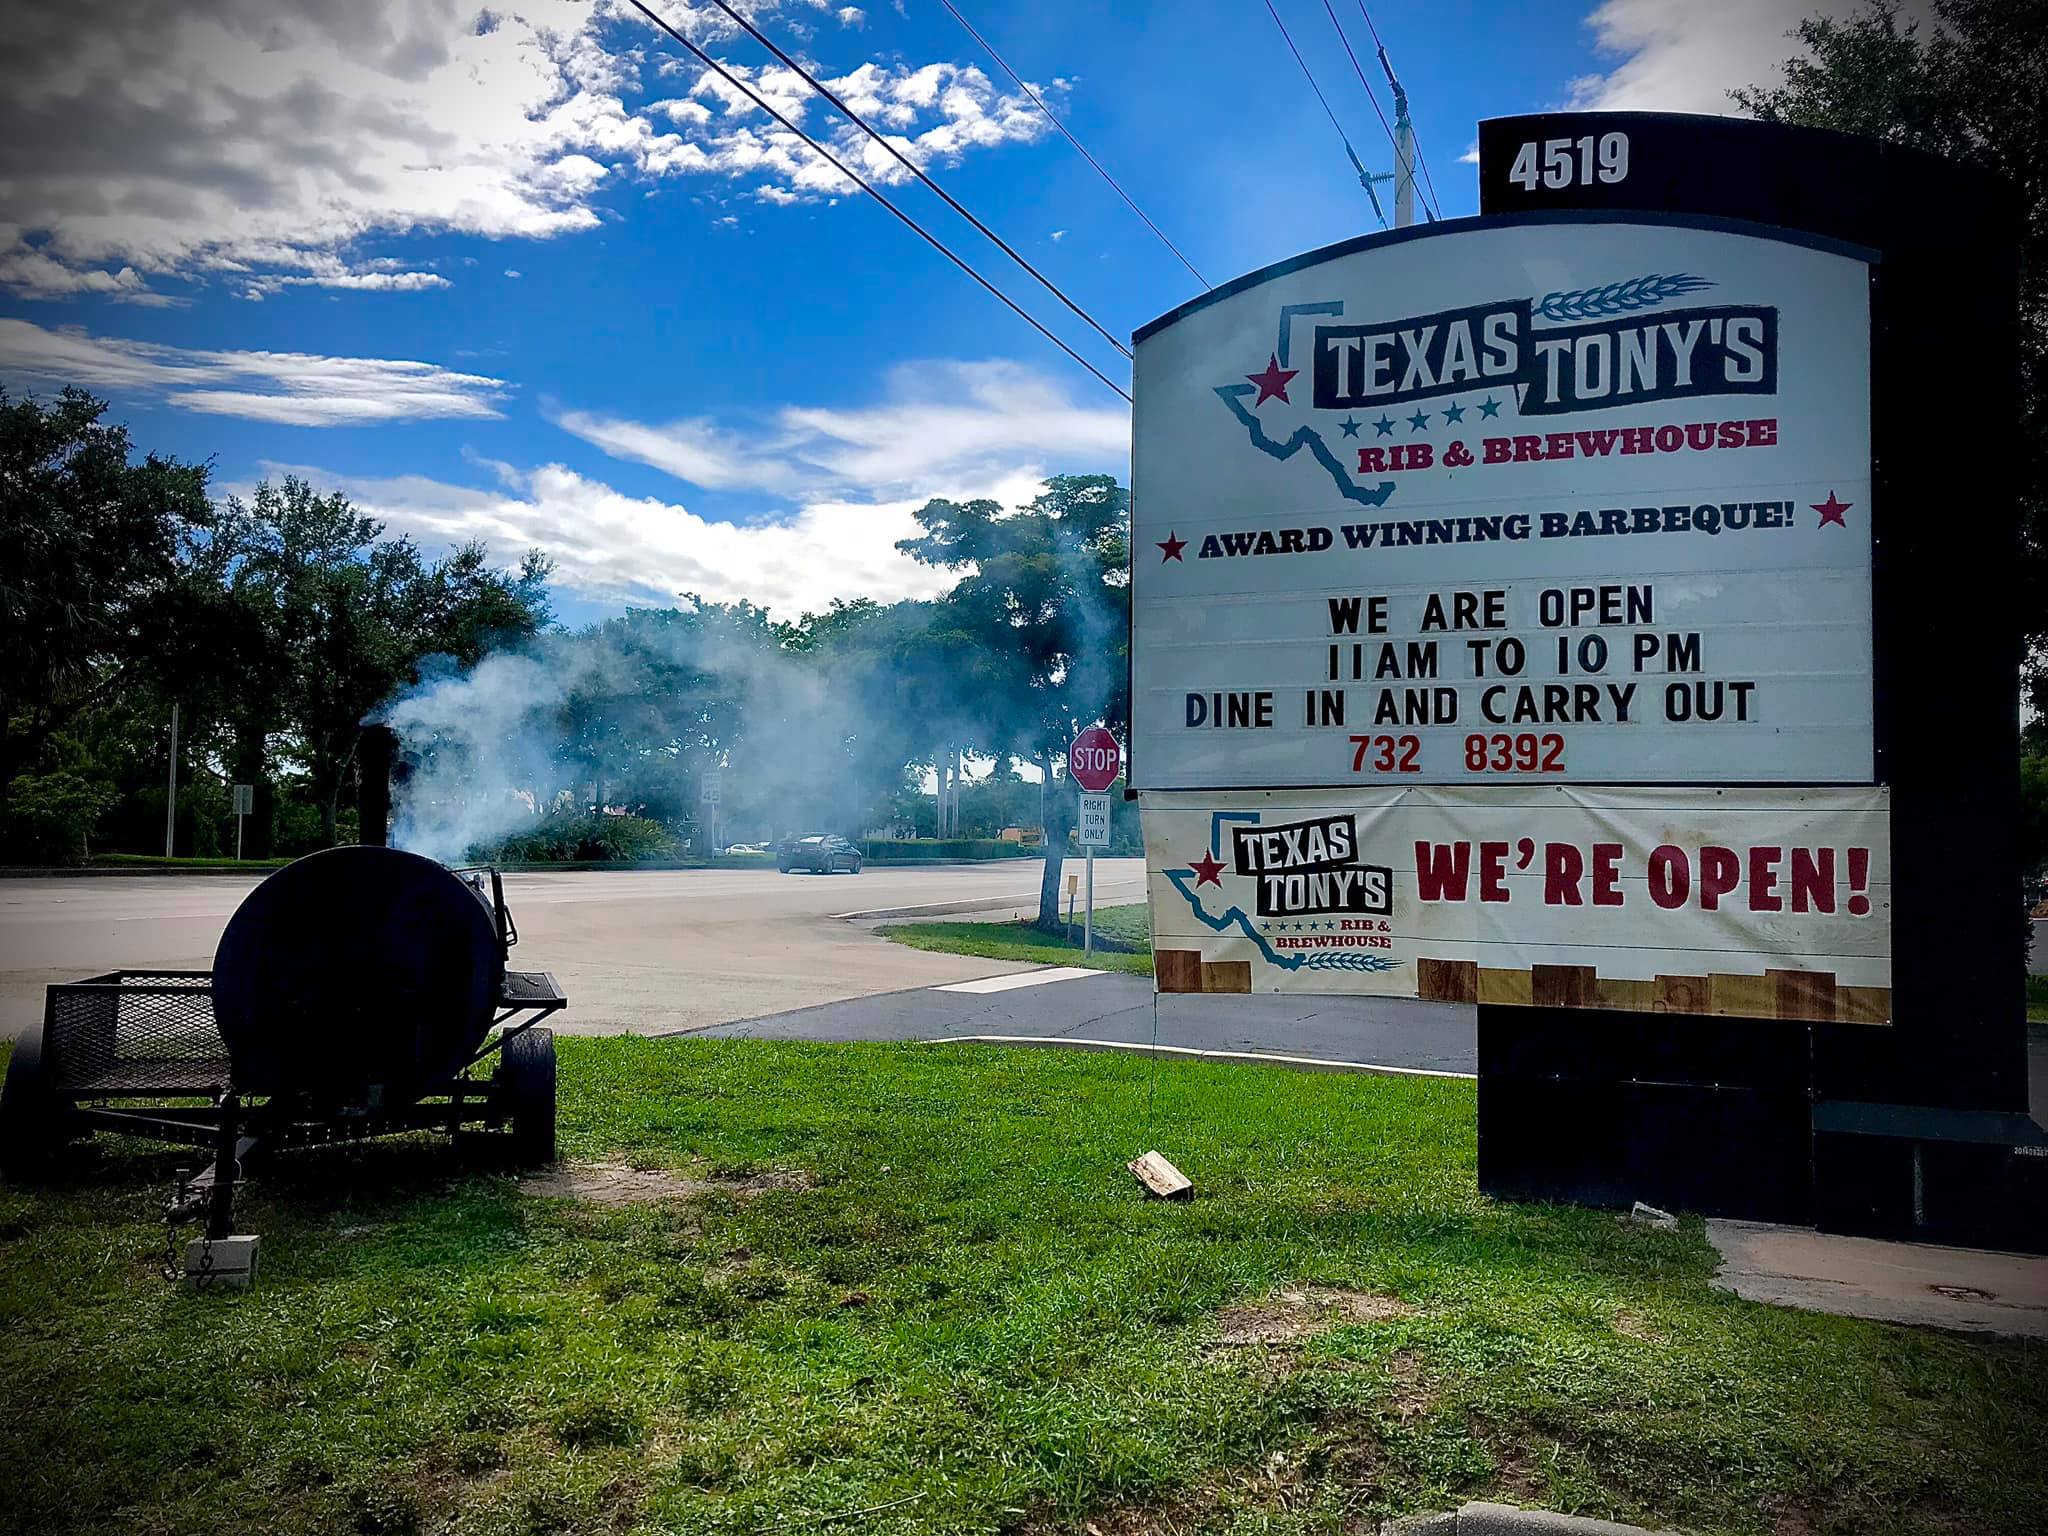 4519
TEXAS TONY'S
RIB & BREWHOUSE
AWARD WINNING BARBEQUE!
WE ARE OPEN
11AM TO 10 PM
DINE IN AND CARRY OUT
732 8392
TEXAS
TONY'S
RIB &
BREWHOUSE
WE'RE OPEN!
STOP
RIGHT
TURN
ONLY
45